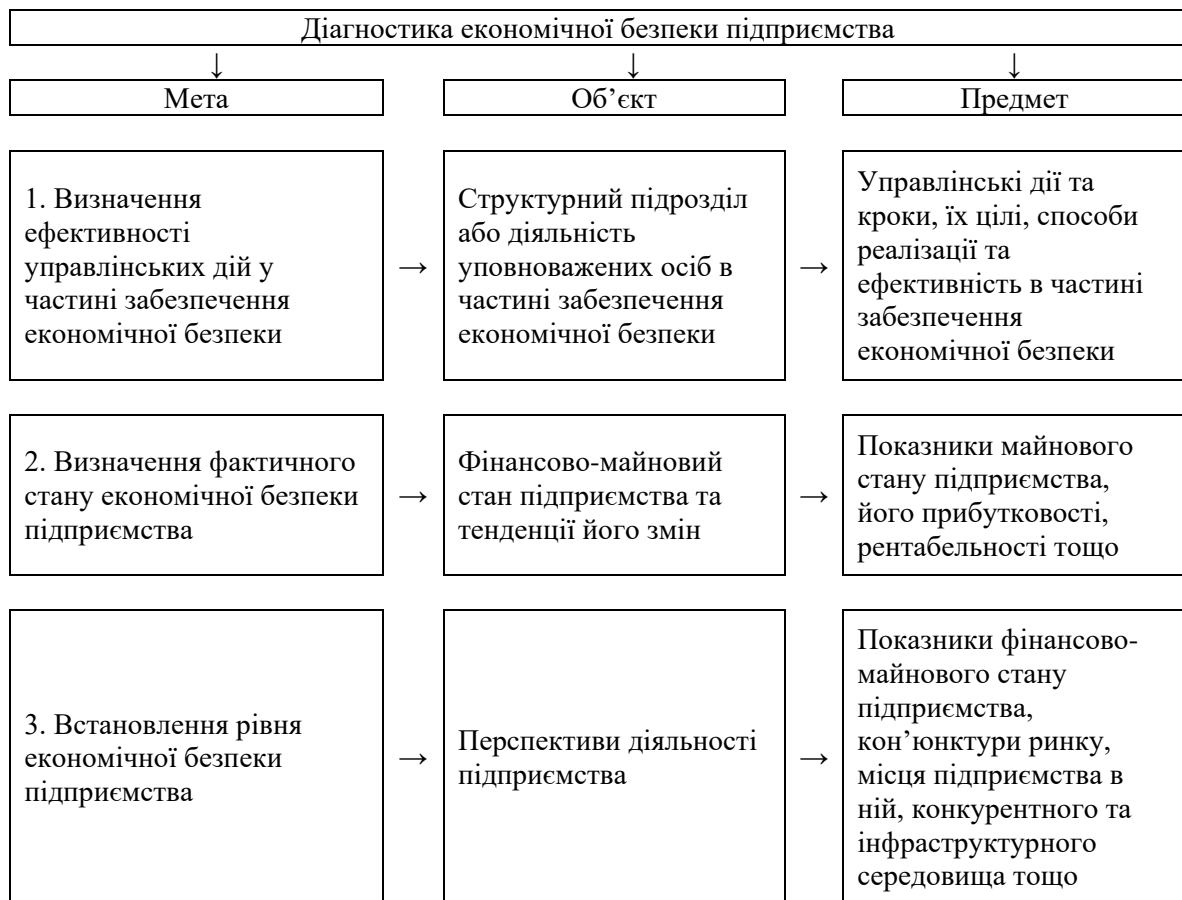 Діагностика економічної безпеки підприємства
↓ ↓ ↓
Мета
Об’єкт
Предмет
1. Визначення
ефективності
управлінських дій у
частині забезпечення
економічної безпеки
→
Структурний підрозділ
або діяльність
уповноважених осіб в
частині забезпечення
економічної безпеки
→
Управлінські дії та
кроки, їх цілі, способи
реалізації та
ефективність в частині
забезпечення
економічної безпеки
2. Визначення фактичного
стану економічної безпеки
підприємства
→
Фінансово-майновий
стан підприємства та
тенденції його змін
→
Показники майнового
стану підприємства,
його прибутковості,
рентабельності тощо
3. Встановлення рівня
економічної безпеки
підприємства
→
Перспективи діяльності
підприємства
→
Показники фінансово-
майнового стану
підприємства,
кон’юнктури ринку,
місця підприємства в
ній, конкурентного та
інфраструктурного
середовища тощо